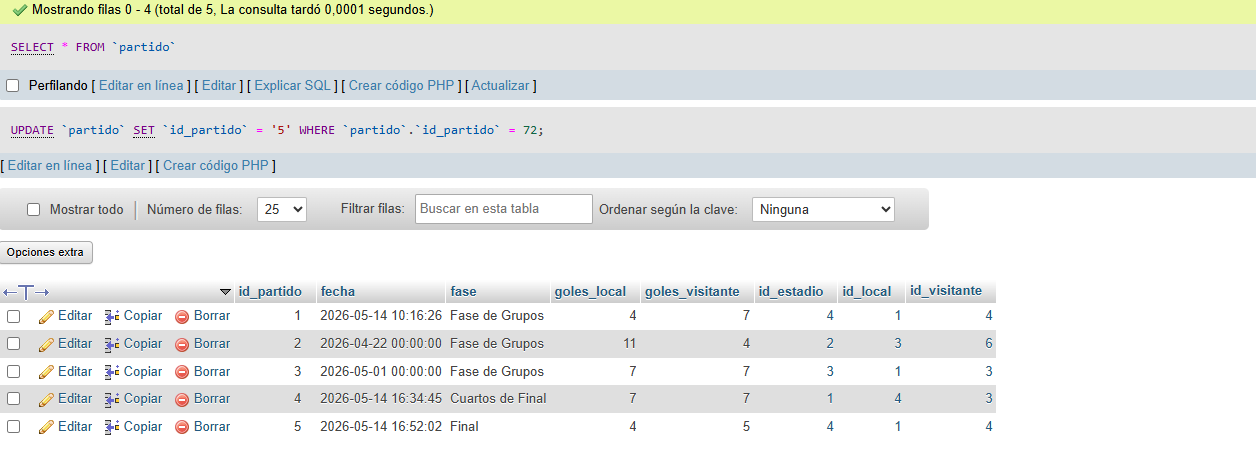 Mostrando filas 0 - 4 (total de 5, La consulta tardó 0,0001 segundos.)
SELECT * FROM `partido`
Perfilando [ Editar en línea ] [ Editar ] [ Explicar SQL ] [ Crear código PHP ] [ Actualizar ]
UPDATE `partido` SET `id_partido` = '5' WHERE `partido`.`id_partido` = 72;
[ Editar en línea ] [ Editar ] [ Crear código PHP ]
Mostrar todo | Número de filas: 25 Filtrar filas: Buscar en esta tabla Ordenar según la clave: Ninguna
Opciones extra
←T→ id_partido fecha fase goles_local goles_visitante id_estadio id_local id_visitante
Editar Copiar Borrar 1 2026-05-14 10:16:26 Fase de Grupos 4 7 4 1 4
Editar Copiar Borrar 2 2026-04-22 00:00:00 Fase de Grupos 11 4 2 3 6
Editar Copiar Borrar 3 2026-05-01 00:00:00 Fase de Grupos 7 7 3 1 3
Editar Copiar Borrar 4 2026-05-14 16:34:45 Cuartos de Final 7 7 1 4 3
Editar Copiar Borrar 5 2026-05-14 16:52:02 Final 4 5 4 1 4